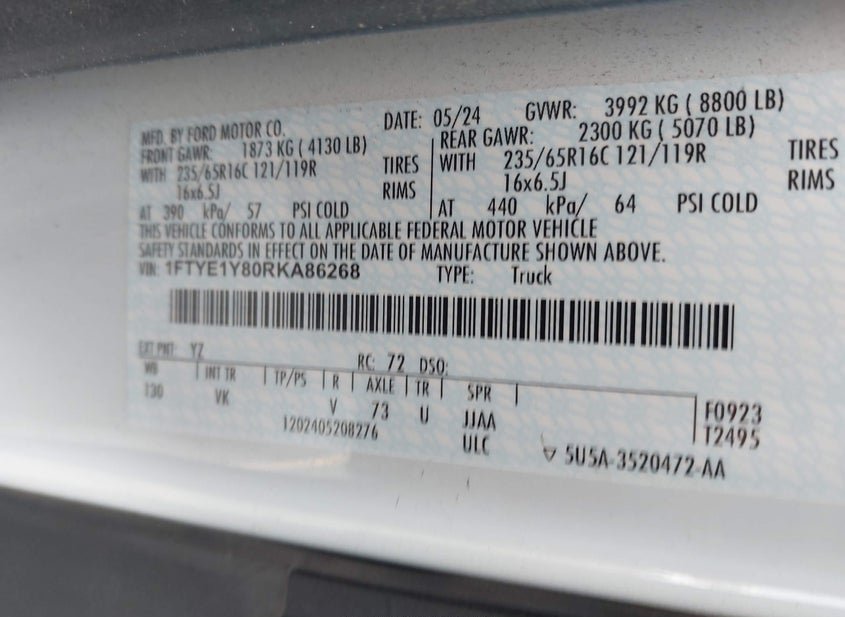 MFD. BY FORD MOTOR CO. DATE: 05/24 GVWR: 3992 KG ( 8800 LB)
FRONT GAWR: 1873 KG ( 4130 LB) REAR GAWR: 2300 KG ( 5070 LB)
WITH 235/65R16C 121/119R TIRES WITH 235/65R16C 121/119R TIRES
16x6.5J RIMS 16x6.5J RIMS
AT 390 kPa/ 57 PSI COLD AT 440 kPa/ 64 PSI COLD
THIS VEHICLE CONFORMS TO ALL APPLICABLE FEDERAL MOTOR VEHICLE
SAFETY STANDARDS IN EFFECT ON THE DATE OF MANUFACTURE SHOWN ABOVE.
VIN: 1FTYE1Y80RKA86268 TYPE: Truck
EXT PNT: YZ RC: 72 DSO:
WB INT TR TP/PS R AXLE TR SPR
130 VK V 73 U JJAA F0923
1202405208276 ULC T2495
5U5A-3520472-AA